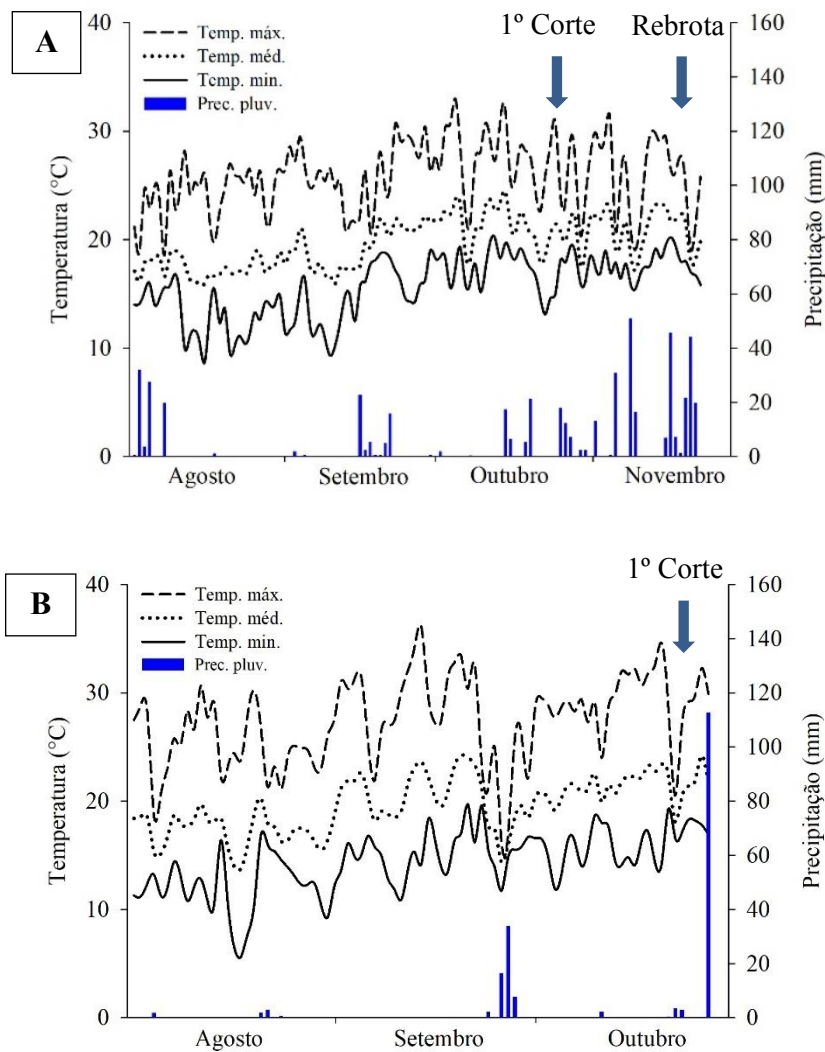 A
1º Corte Rebrota
40 160
Temp. máx.
Temp. méd.
Temp. min.
Prec. pluv.
140
30 120
100
20 80
60
10 40
20
0 0
Temperatura (°C)
Precipitação (mm)
Agosto Setembro Outubro Novembro
B
1º Corte
40 160
Temp. máx.
Temp. méd.
Temp. min.
Prec. pluv.
140
30 120
100
20 80
60
10 40
20
0 0
Temperatura (°C)
Precipitação (mm)
Agosto Setembro Outubro